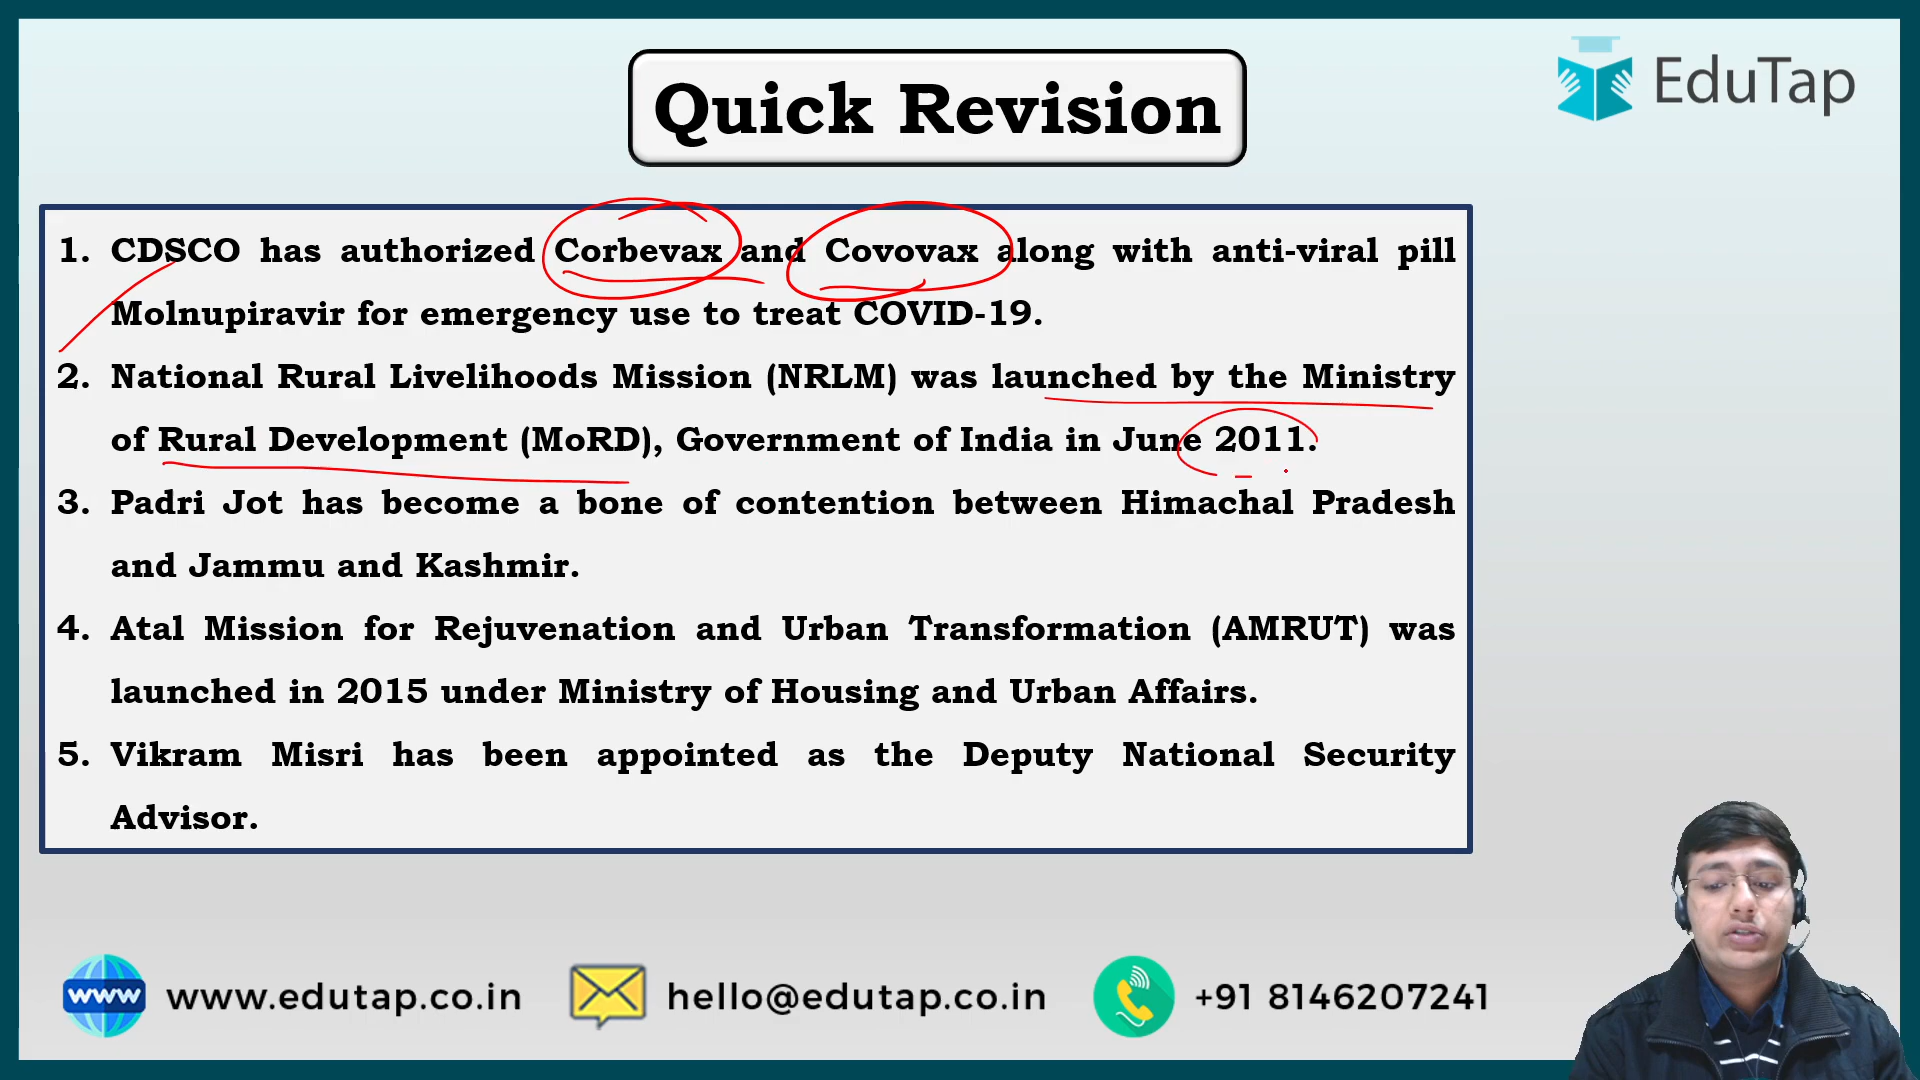 Quick Revision
EduTap
1. CDSCO has authorized Corbevax and Covovax along with anti-viral pill
Molnupiravir for emergency use to treat COVID-19.
2. National Rural Livelihoods Mission (NRLM) was launched by the Ministry
of Rural Development (MoRD), Government of India in June 2011.
3. Padri Jot has become a bone of contention between Himachal Pradesh
and Jammu and Kashmir.
4. Atal Mission for Rejuvenation and Urban Transformation (AMRUT) was
launched in 2015 under Ministry of Housing and Urban Affairs.
5. Vikram Misri has been appointed as the Deputy National Security
Advisor.
www www.edutap.co.in hello@edutap.co.in +91 8146207241